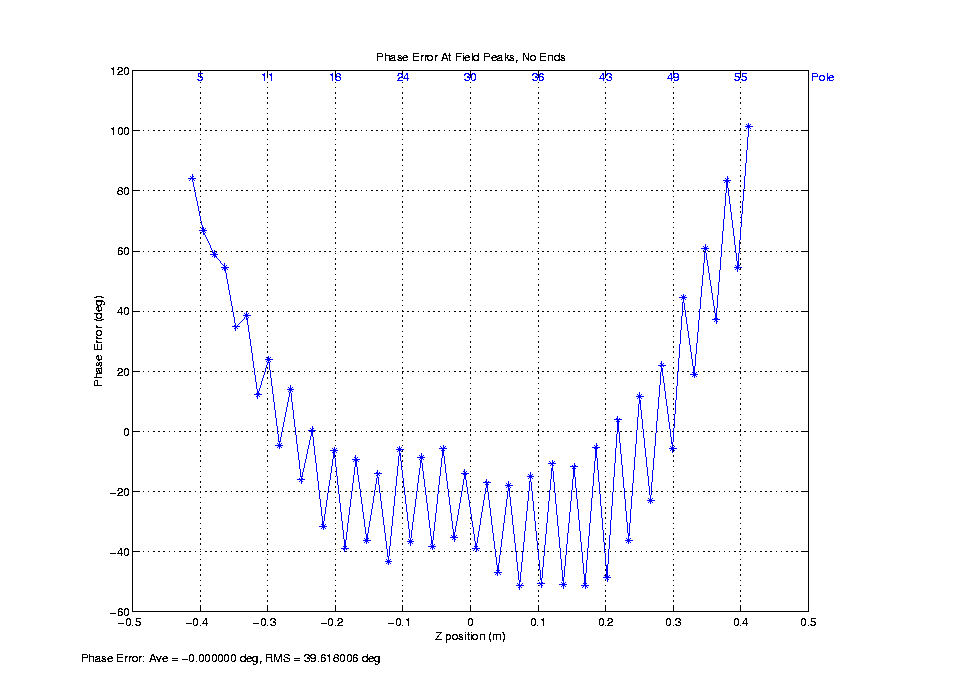 Phase Error At Field Peaks, No Ends
5 11 18 24 30 36 43 49 55 Pole
120
100
80
60
40
20
0
−20
−40
−60
Phase Error (deg)
−0.5 −0.4 −0.3 −0.2 −0.1 0 0.1 0.2 0.3 0.4 0.5
Z position (m)
Phase Error: Ave = −0.000000 deg, RMS = 39.618006 deg